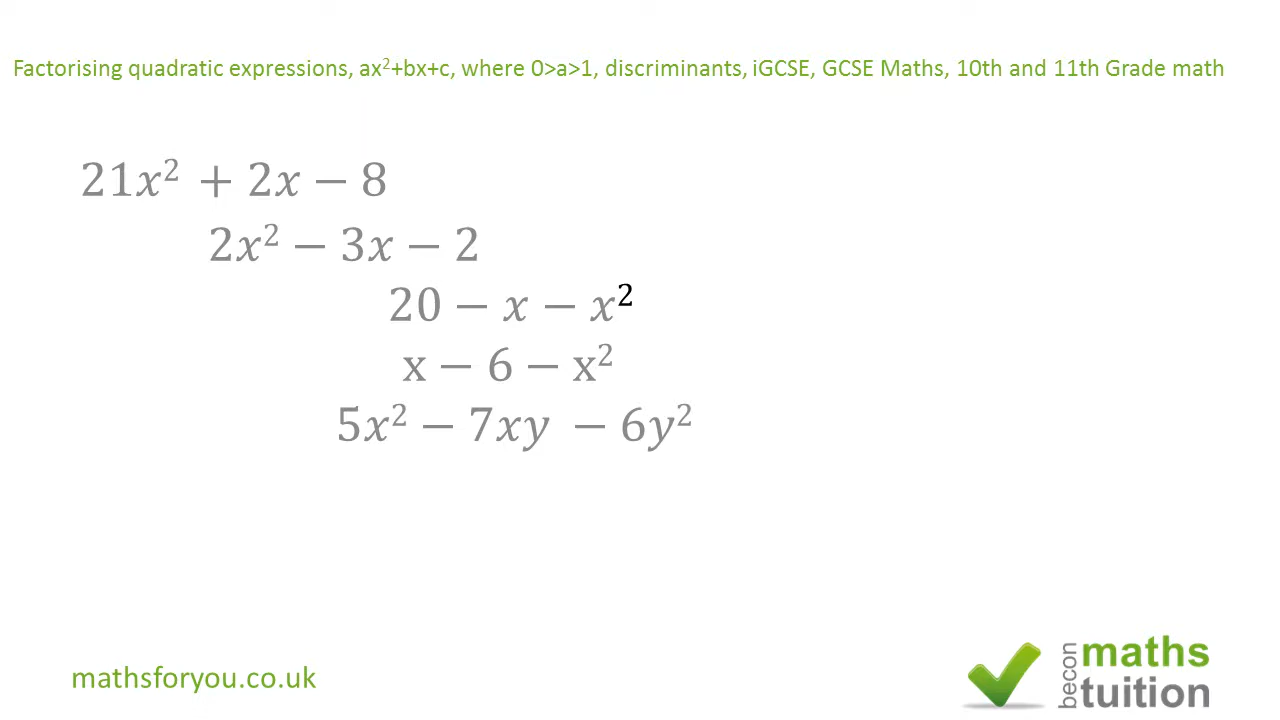 Factorising quadratic expressions, ax²+bx+c, where 0>a>1, discriminants, iGCSE, GCSE Maths, 10th and 11th Grade math
21x² + 2x − 8
2x² − 3x − 2
20 − x − x²
x − 6 − x²
5x² − 7xy − 6y²
mathsforyou.co.uk
becon
maths
tuition